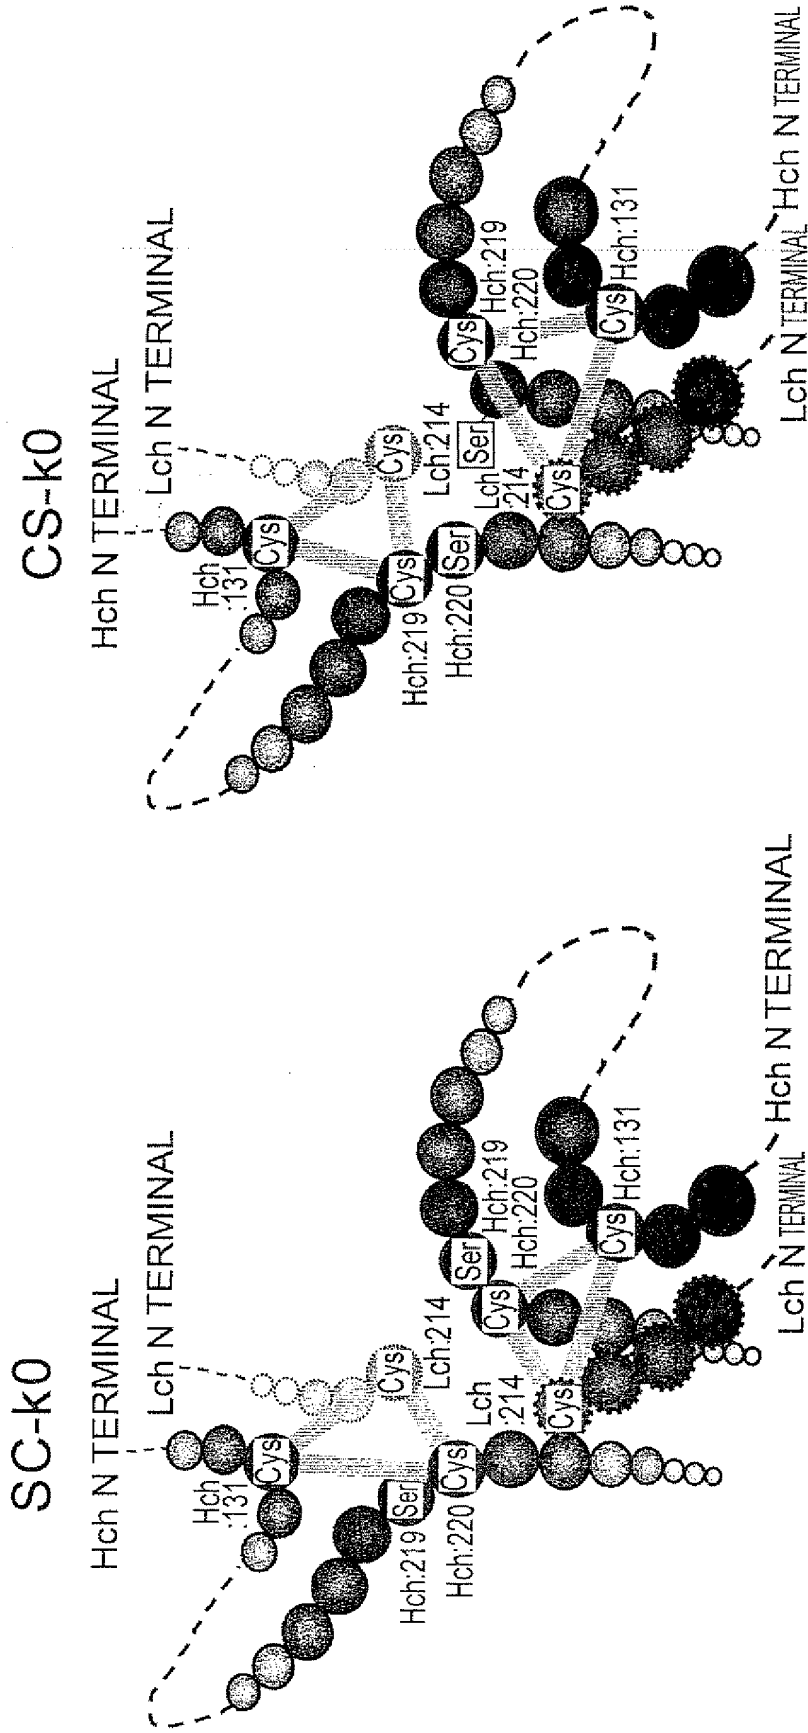 SC-k0
Hch N TERMINAL
Lch N TERMINAL
Hch
:131
Cys
Cys
Lch:214
Ser
Hch:219
Cys
Hch:220
Lch
:214
Cys
Ser
Hch:219
Cys
Hch:220
Cys
Hch:131
Lch N TERMINAL
Hch N TERMINAL
CS-k0
Hch N TERMINAL
Lch N TERMINAL
Hch
:131
Cys
Cys
Lch:214
Cys
Hch:219
Ser
Hch:220
Lch
:214
Ser
Cys
Cys
Hch:219
Hch:220
Cys
Hch:131
Lch N TERMINAL
Hch N TERMINAL